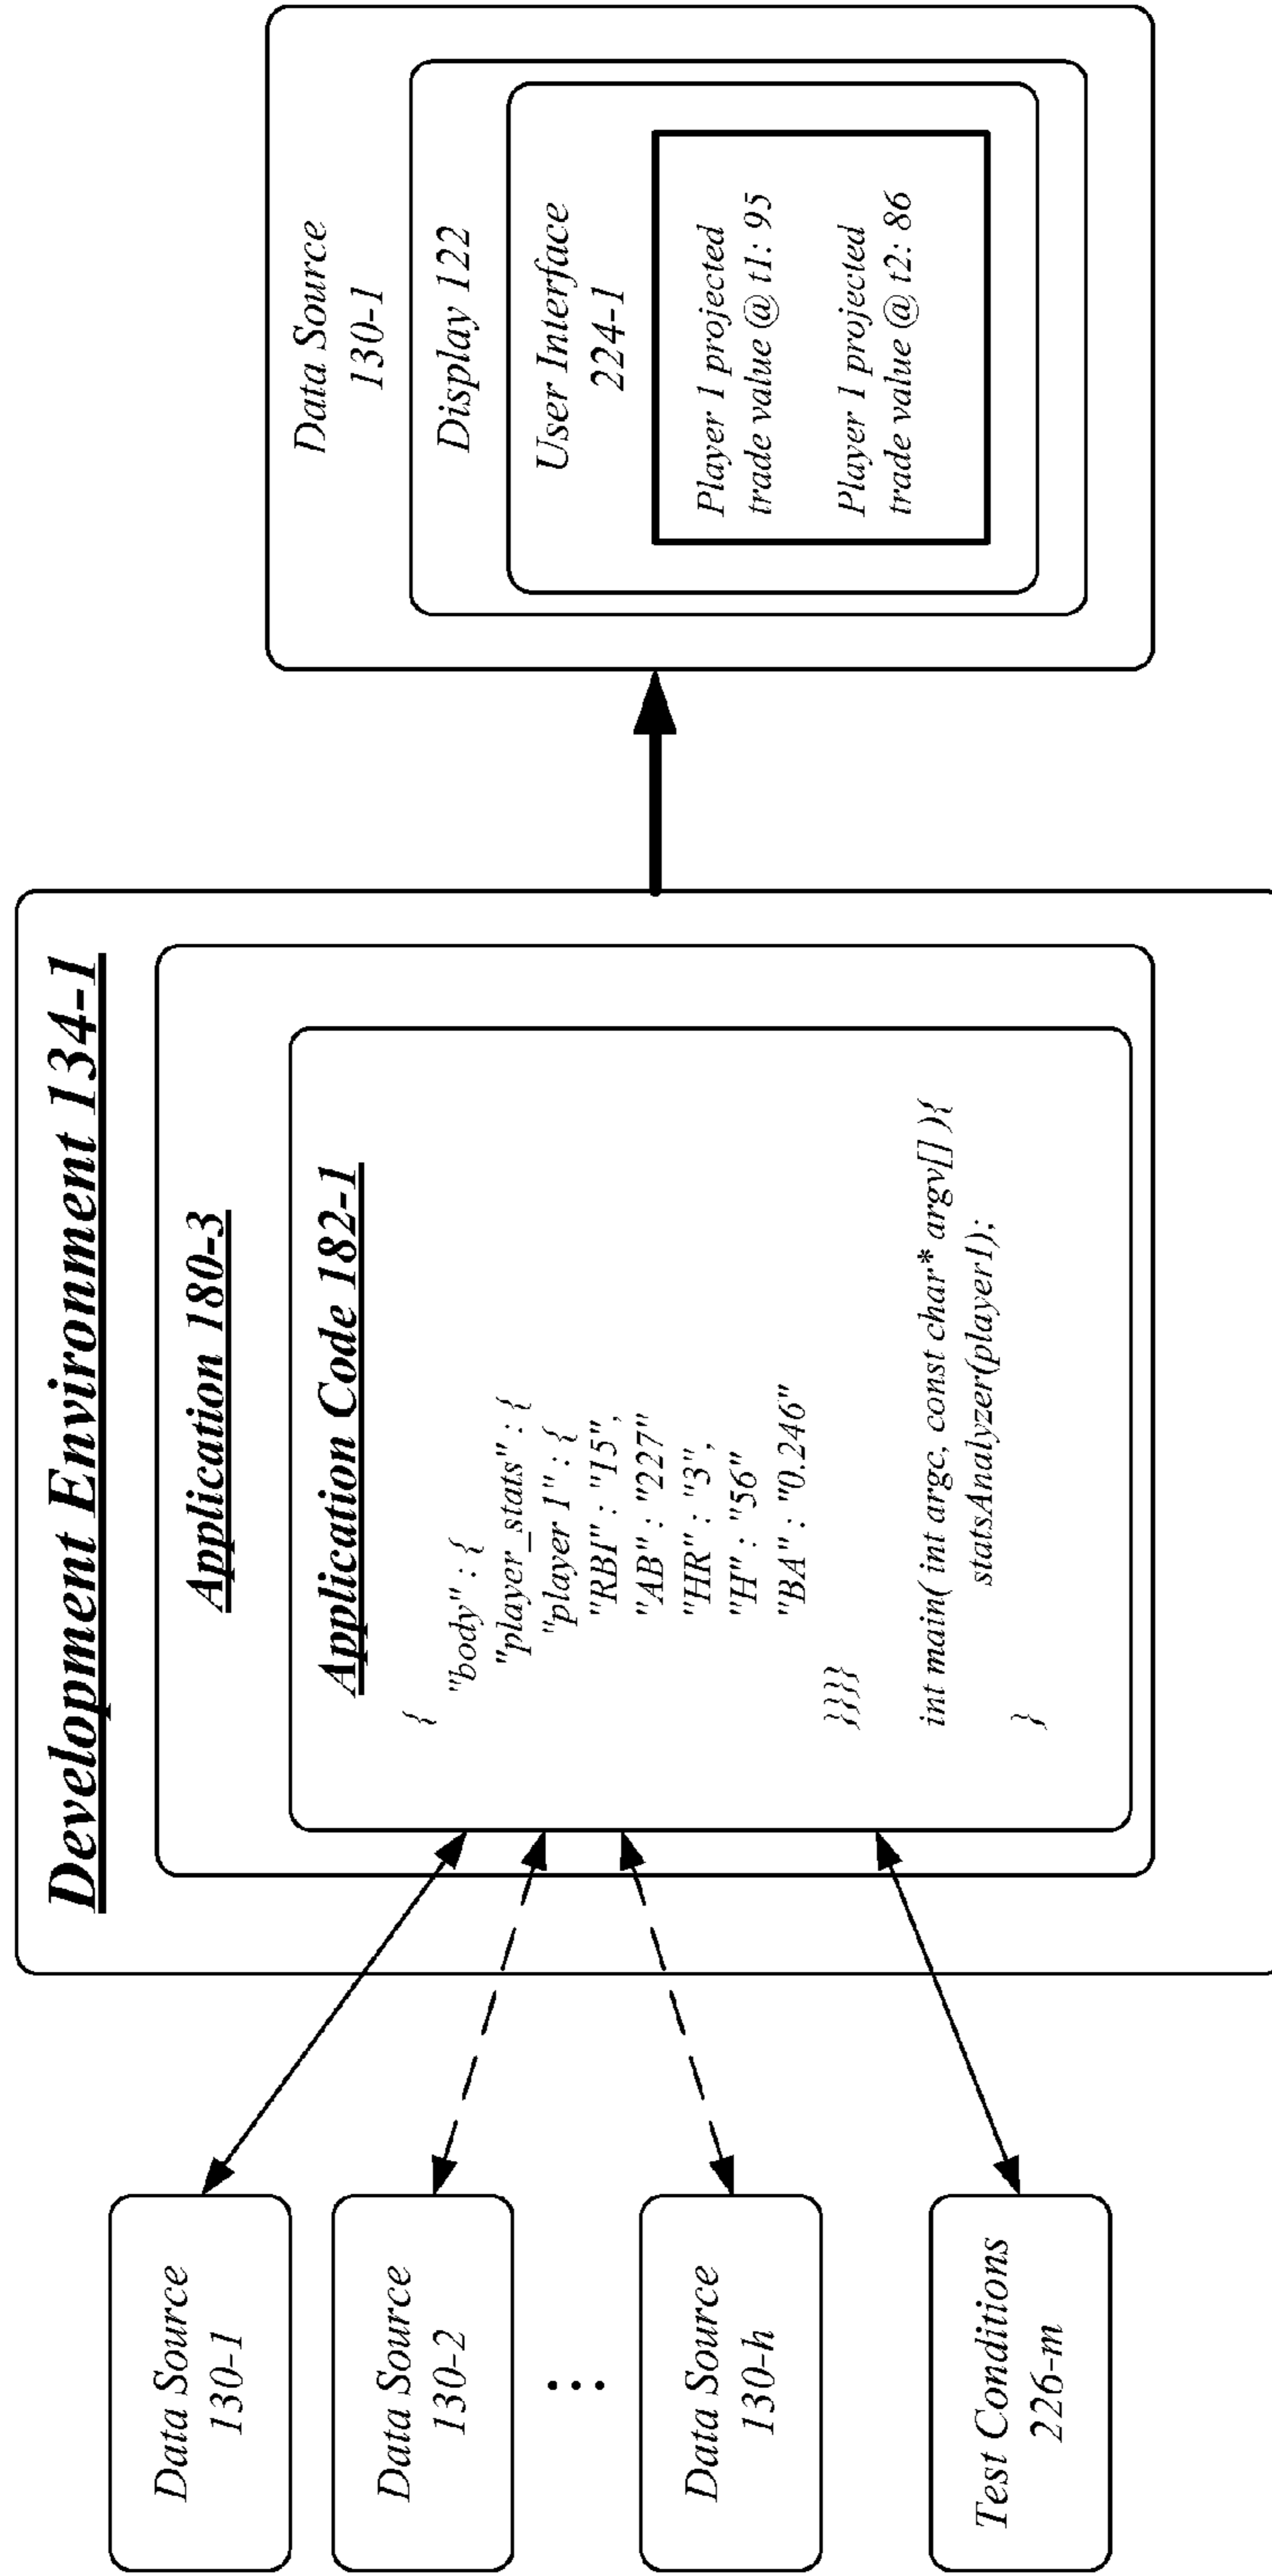 Data Source
130-1
Data Source
130-2
...
Data Source
130-h
Test Conditions
226-m
Development Environment 134-1
Application 180-3
Application Code 182-1
{
"body" : {
"player_stats" : {
"player 1" : {
"RBI" : "15",
"AB" : "227"
"HR" : "3",
"H" : "56"
"BA" : "0.246"
}}}}
int main( int argc, const char* argv[] ){
statsAnalyzer(player1);
}
Data Source
130-1
Display 122
User Interface
224-1
Player 1 projected
trade value @ t1: 95
Player 1 projected
trade value @ t2: 86